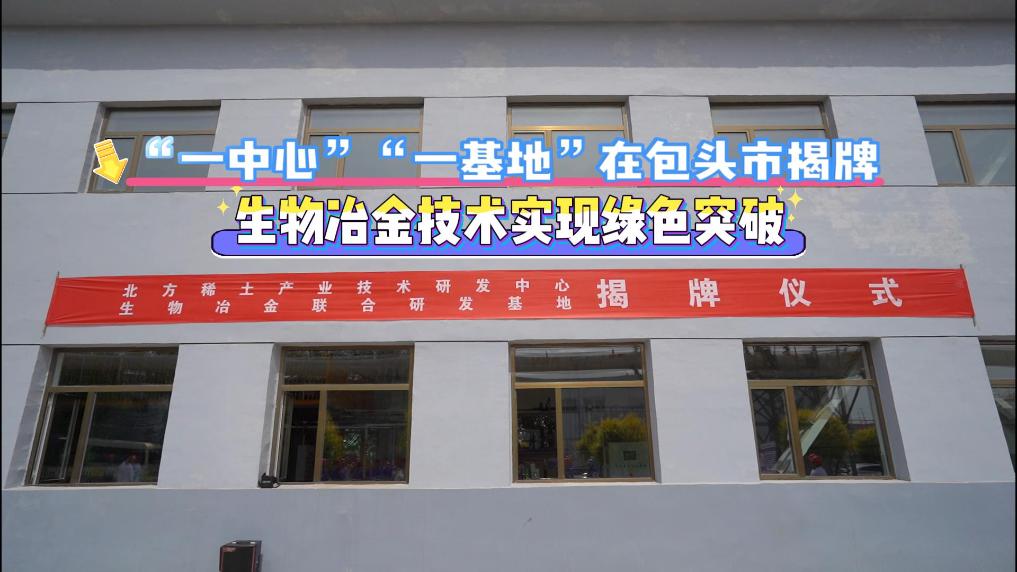 “一中心”“一基地”在包头市揭牌
生物冶金技术实现绿色突破
北方稀土产业技术研发中心
生物冶金联合研发基地
揭牌仪式